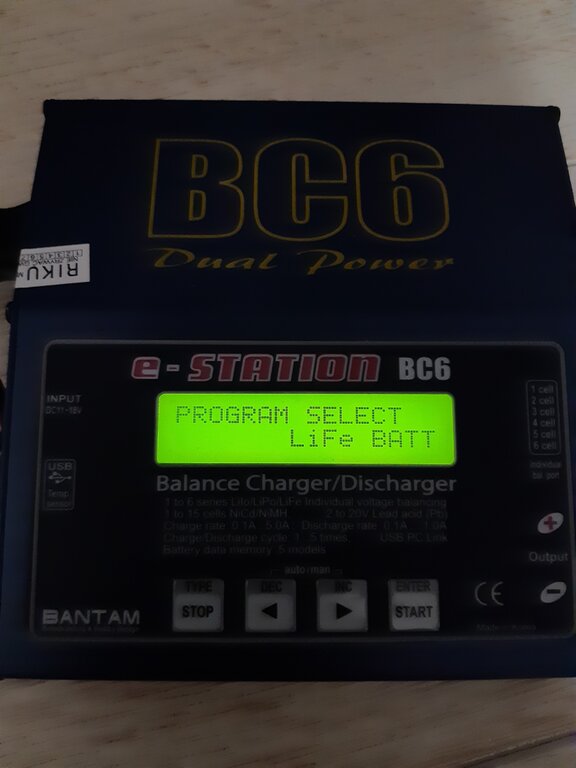 BC6
Dual Power
RIKU
e-STATION BC6
INPUT
DC11-18V
PROGRAM SELECT
LiFe BATT
1 cell
2 cell
3 cell
4 cell
5 cell
6 cell
Individual
bal. port
USB
Temp.
sensor
Balance Charger/Discharger
1 to 6 series LiIo/LiPo/LiFe Individual voltage balancing
1 to 15 cells NiCd/NiMH 2 to 20V Lead acid (Pb)
Charge rate 0.1A...5.0A Discharge rate 0.1A...1.0A
Charge/Discharge cycle 1...5 times, USB PC Link
Battery data memory 5 models
+
Output
−
auto/man
TYPE
STOP
DEC
◄
INC
►
ENTER
START
CE
BANTAM